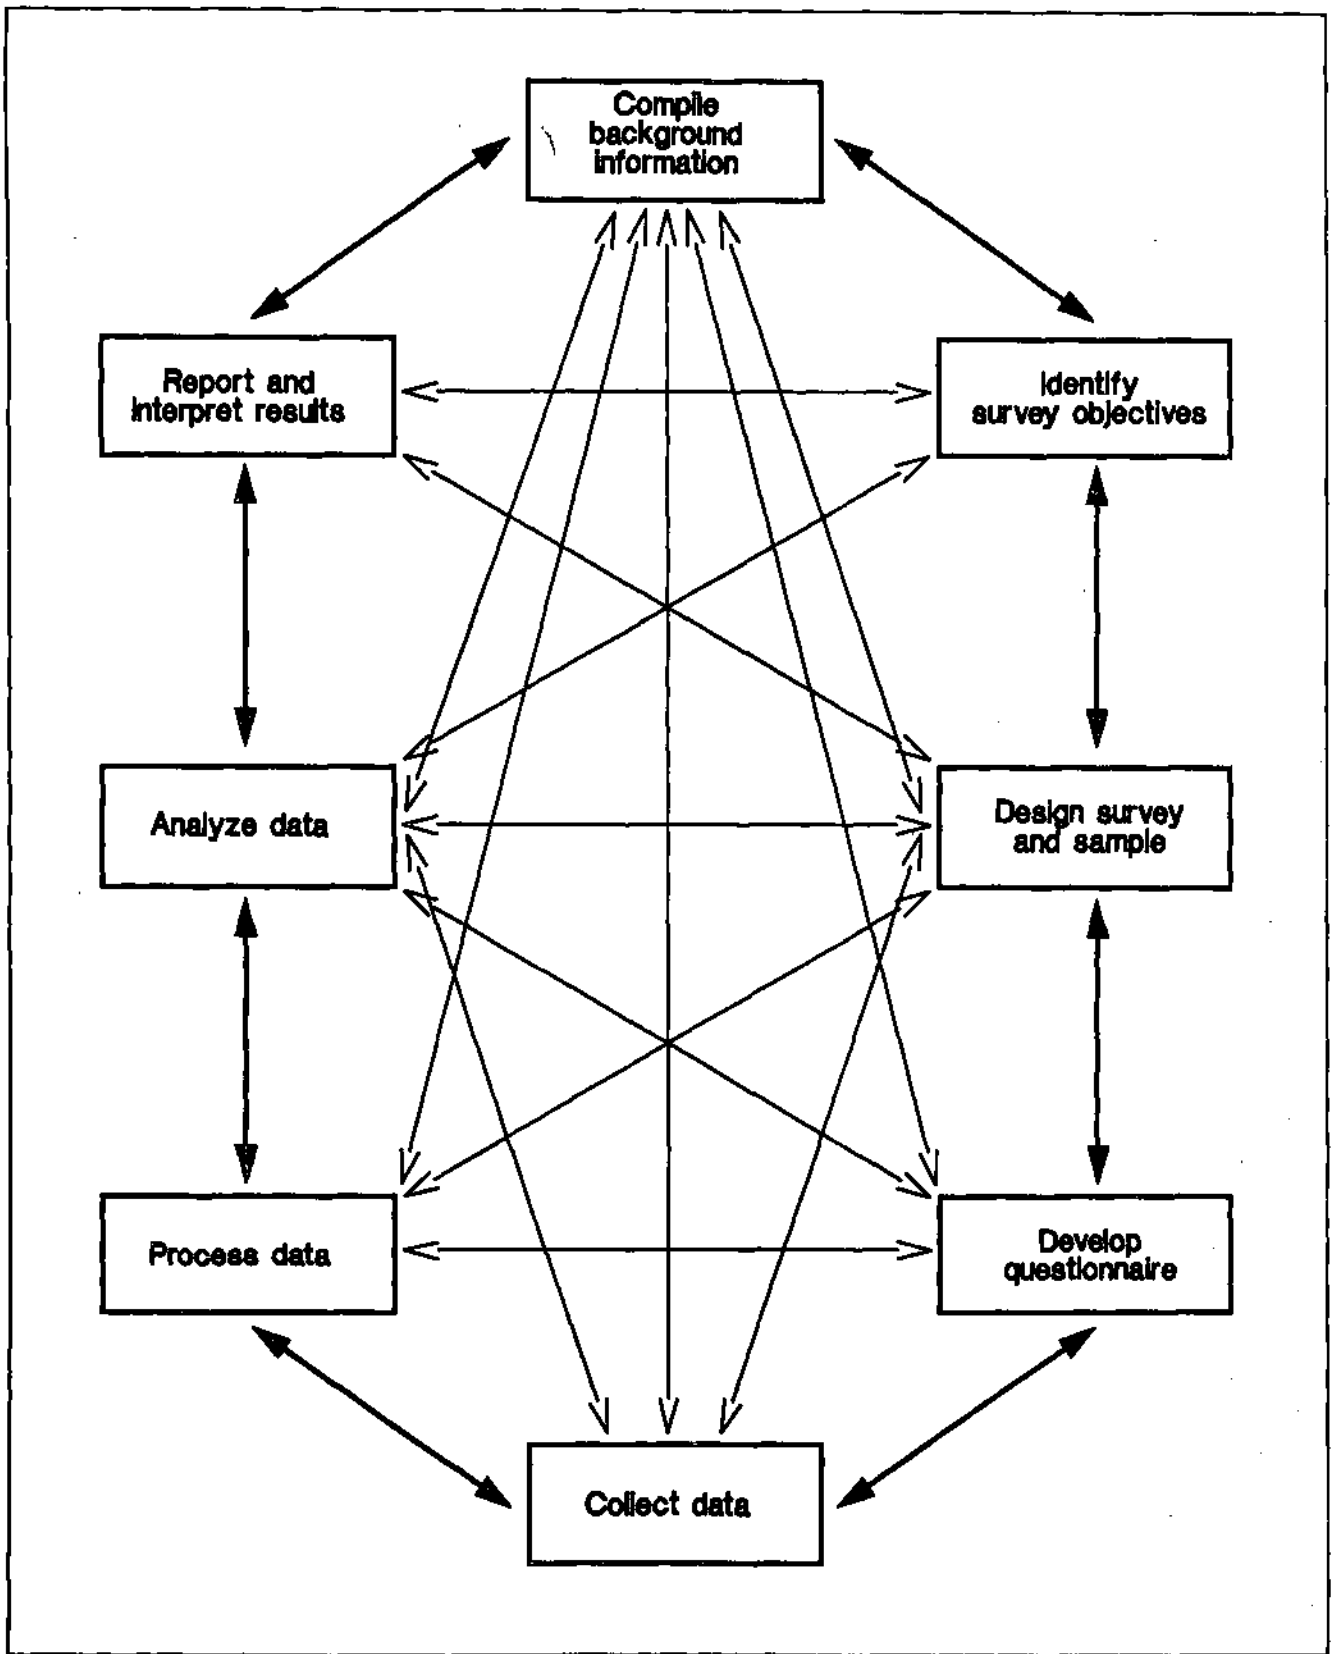 Compile
background
information
Report and
interpret results
Identify
survey objectives
Analyze data
Design survey
and sample
Process data
Develop
questionnaire
Collect data